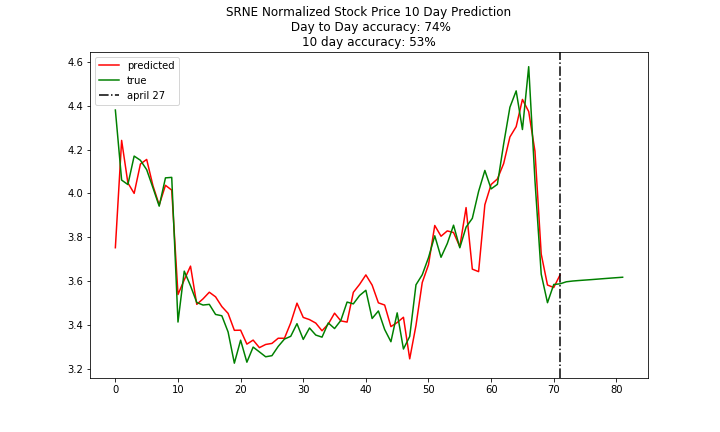 SRNE Normalized Stock Price 10 Day Prediction
Day to Day accuracy: 74%
10 day accuracy: 53%
predicted
true
april 27
4.6
4.4
4.2
4.0
3.8
3.6
3.4
3.2
0 10 20 30 40 50 60 70 80